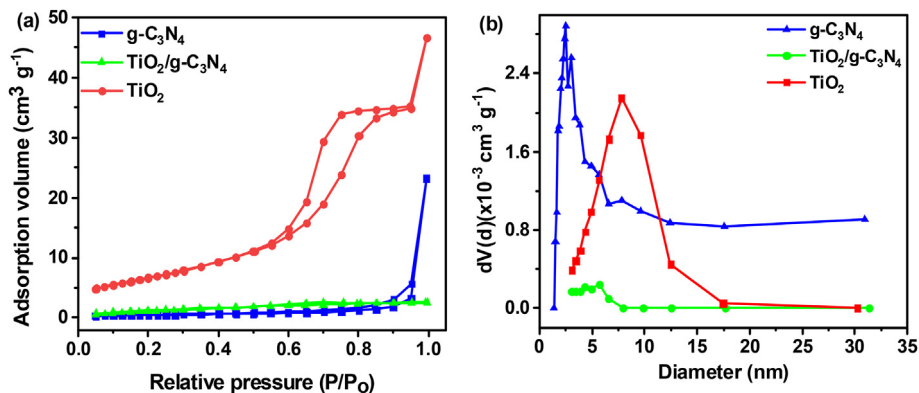 (a)
g-C₃N₄
TiO₂/g-C₃N₄
TiO₂
Adsorption volume (cm³ g⁻¹)
50
40
30
20
10
0
0.0 0.2 0.4 0.6 0.8 1.0
Relative pressure (P/P₀)
(b)
g-C₃N₄
TiO₂/g-C₃N₄
TiO₂
dV(d)(x10⁻³ cm³ g⁻¹)
2.4
1.6
0.8
0.0
0 5 10 15 20 25 30 35
Diameter (nm)